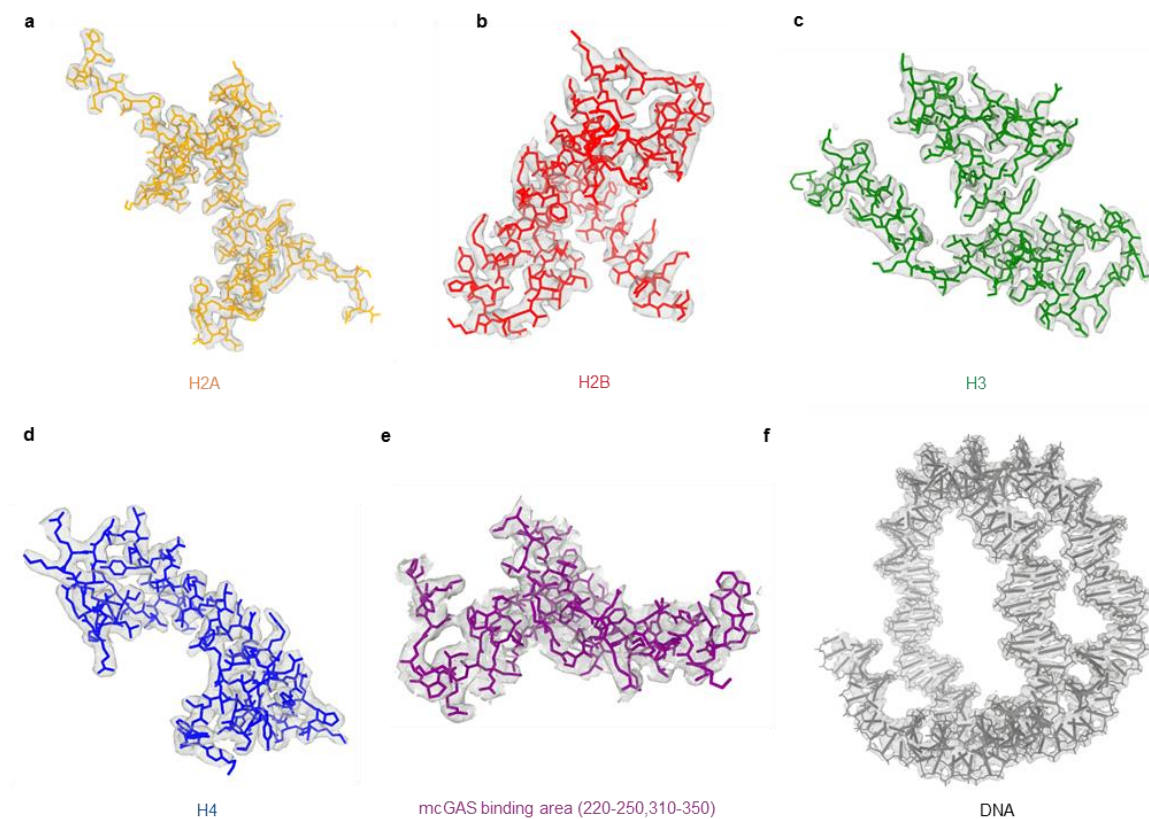 a
b
c
H2A
H2B
H3
d
e
f
H4
mcGAS binding area (220-250,310-350)
DNA